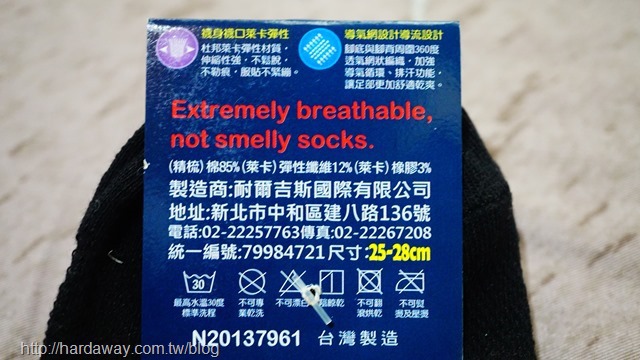 襪身襪口萊卡彈性
杜邦萊卡彈性材質，
伸縮性強，不鬆脫，
不勒痕，服貼不緊繃。
導氣網設計導流設計
腳底與腳背周圍360度
透氣網狀編織，加強
導氣循環、排汗功能，
讓足部更加舒適乾爽。
Extremely breathable,
not smelly socks.
(精梳) 棉85% (萊卡) 彈性纖維12% (萊卡) 橡膠3%
製造商:耐爾吉斯國際有限公司
地址:新北市中和區建八路136號
電話:02-22257763傳真:02-22267208
統一編號:79984721 尺寸:25-28cm
30
最高水溫30度
標準洗程
不可專
業乾洗
不可漂白
陰晾乾
不可翻
滾烘乾
不可熨
燙及壓燙
N20137961 台灣製造
http://hardaway.com.tw/blog